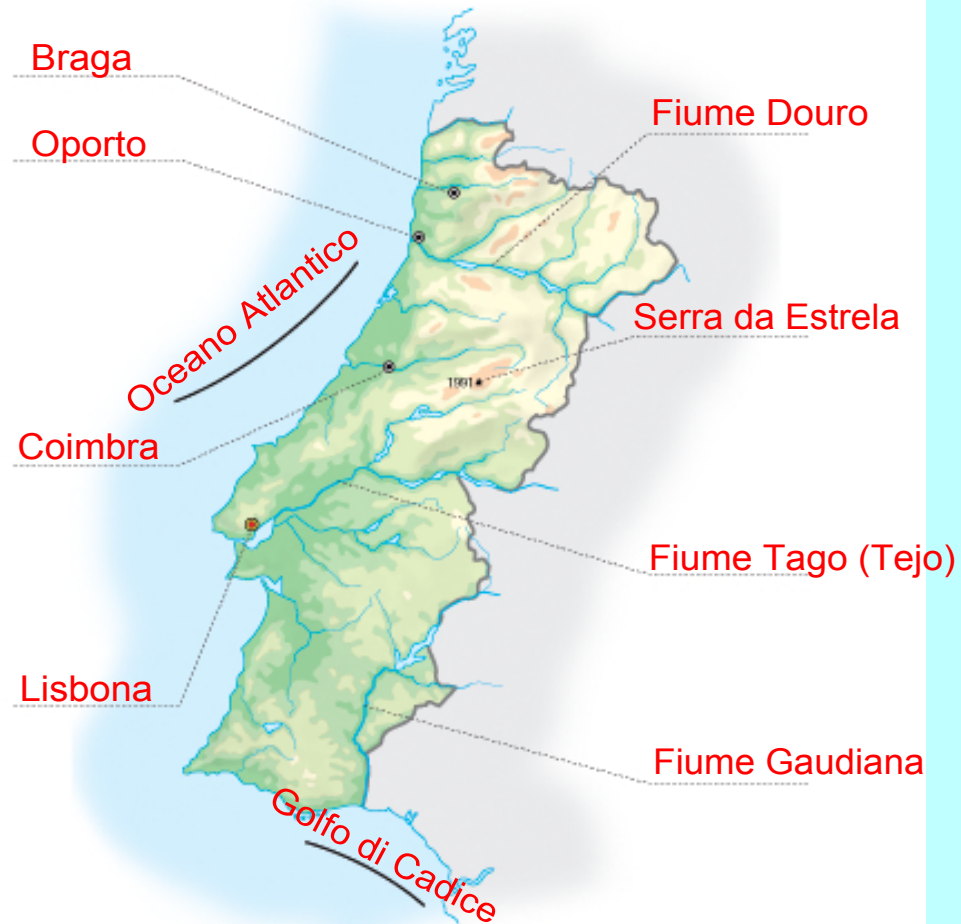 Braga
Fiume Douro
Oporto
Oceano Atlantico
Serra da Estrela
1991
Coimbra
Fiume Tago (Tejo)
Lisbona
Fiume Gaudiana
Golfo di Cadice